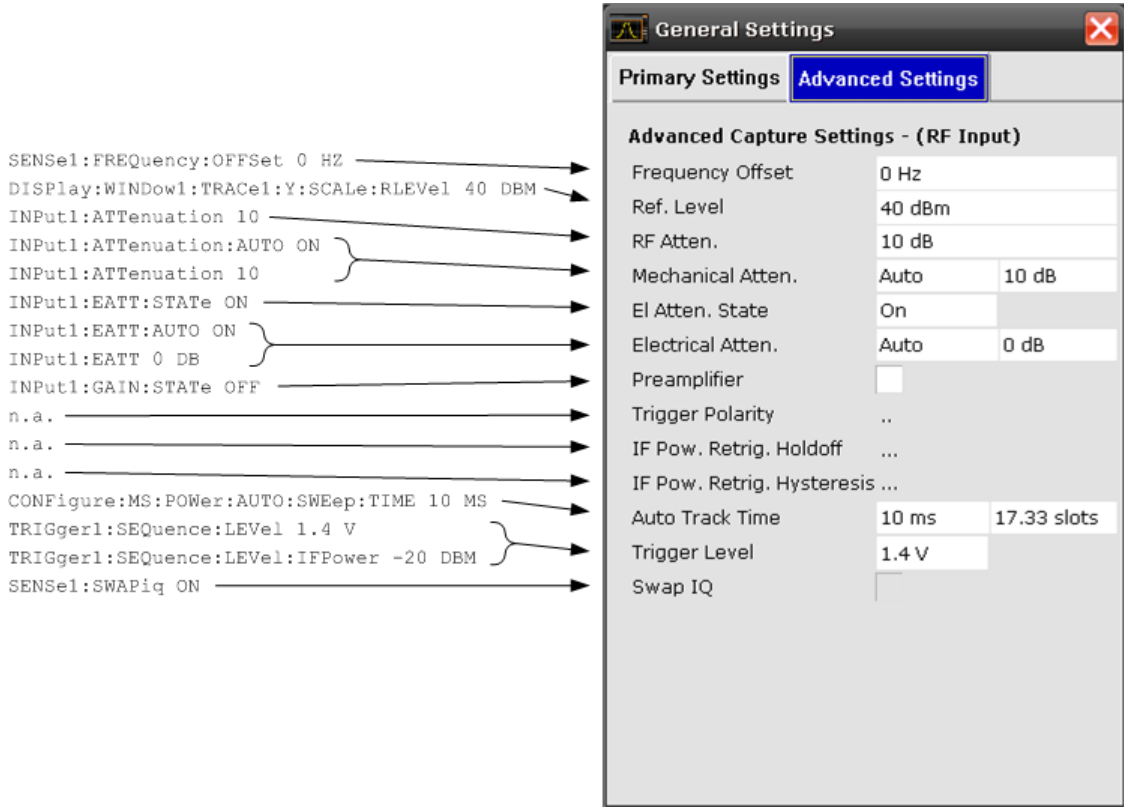 General Settings
Primary Settings Advanced Settings
Advanced Capture Settings - (RF Input)
SENSe1:FREQuency:OFFSet 0 HZ
DISPlay:WINDow1:TRACe1:Y:SCALe:RLEVel 40 DBM
INPut1:ATTenuation 10
INPut1:ATTenuation:AUTO ON
INPut1:ATTenuation 10
INPut1:EATT:STATe ON
INPut1:EATT:AUTO ON
INPut1:EATT 0 DB
INPut1:GAIN:STATe OFF
n.a.
n.a.
n.a.
CONFigure:MS:POWer:AUTO:SWEep:TIME 10 MS
TRIGger1:SEQuence:LEVel 1.4 V
TRIGger1:SEQuence:LEVel:IFPower -20 DBM
SENSe1:SWAPiq ON
Frequency Offset 0 Hz
Ref. Level 40 dBm
RF Atten. 10 dB
Mechanical Atten. Auto 10 dB
El Atten. State On
Electrical Atten. Auto 0 dB
Preamplifier
Trigger Polarity ..
IF Pow. Retrig. Holdoff ...
IF Pow. Retrig. Hysteresis ...
Auto Track Time 10 ms 17.33 slots
Trigger Level 1.4 V
Swap IQ